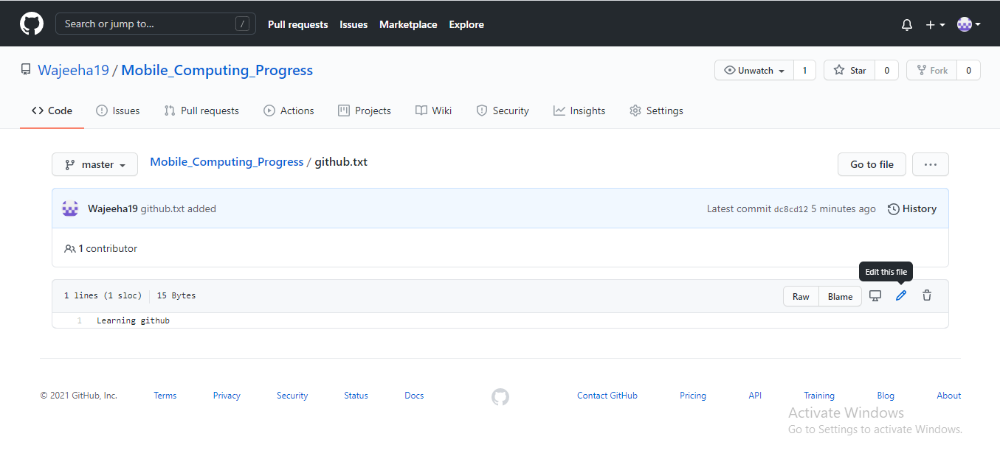 Search or jump to... / Pull requests Issues Marketplace Explore
Wajeeha19 / Mobile_Computing_Progress Unwatch 1 Star 0 Fork 0
Code Issues Pull requests Actions Projects Wiki Security Insights Settings
master Mobile_Computing_Progress / github.txt Go to file ...
Wajeeha19 github.txt added Latest commit dc8cd12 5 minutes ago History
1 contributor
Edit this file
1 lines (1 sloc) 15 Bytes Raw Blame
1 Learning github
© 2021 GitHub, Inc. Terms Privacy Security Status Docs Contact GitHub Pricing API Training Blog About
Activate Windows
Go to Settings to activate Windows.